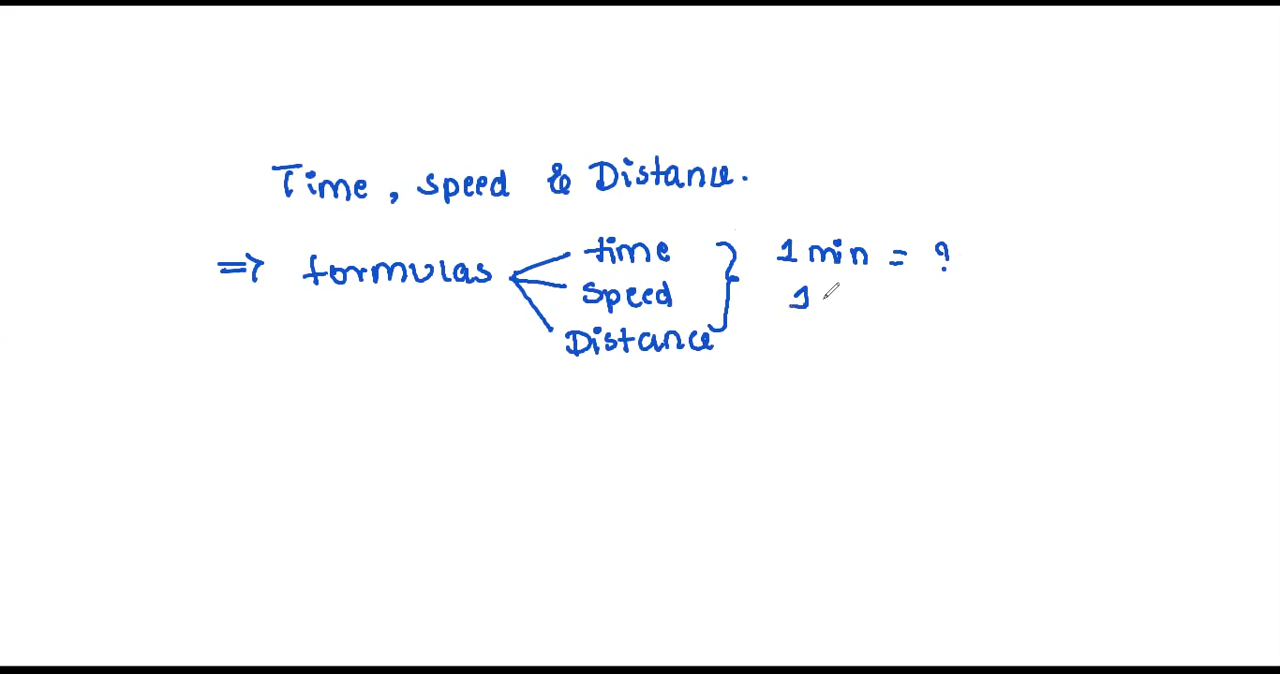 Time, Speed & Distance.
=> formulas
time
Speed
Distance
1 min = ?
1